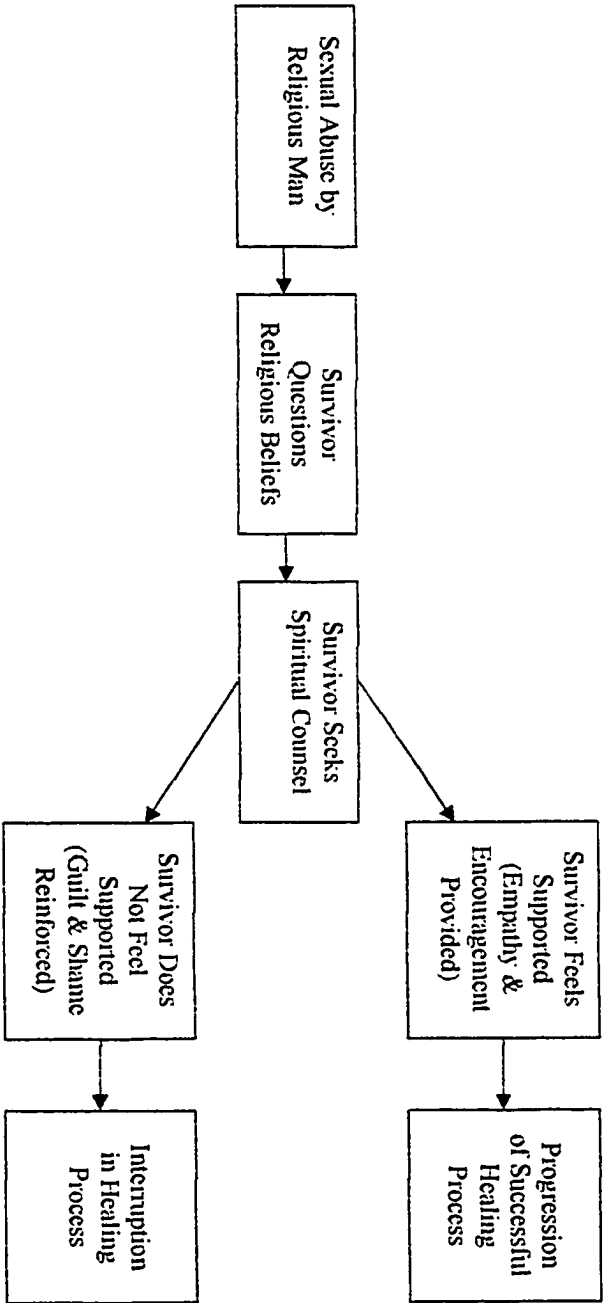 Sexual Abuse by
Religious Man
Survivor
Questions
Religious Beliefs
Survivor Seeks
Spiritual Counsel
Survivor Feels
Supported
(Empathy &
Encouragement
Provided)
Progression
of Successful
Healing
Process
Survivor Does
Not Feel
Supported
(Guilt & Shame
Reinforced)
Interruption
in Healing
Process